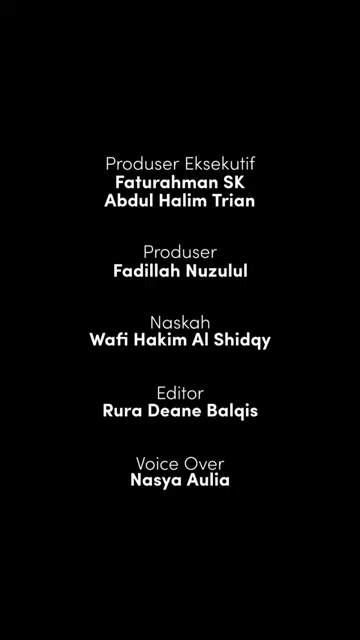 Produser Eksekutif
Faturahman SK
Abdul Halim Trian
Produser
Fadillah Nuzulul
Naskah
Wafi Hakim Al Shidqy
Editor
Rura Deane Balqis
Voice Over
Nasya Aulia